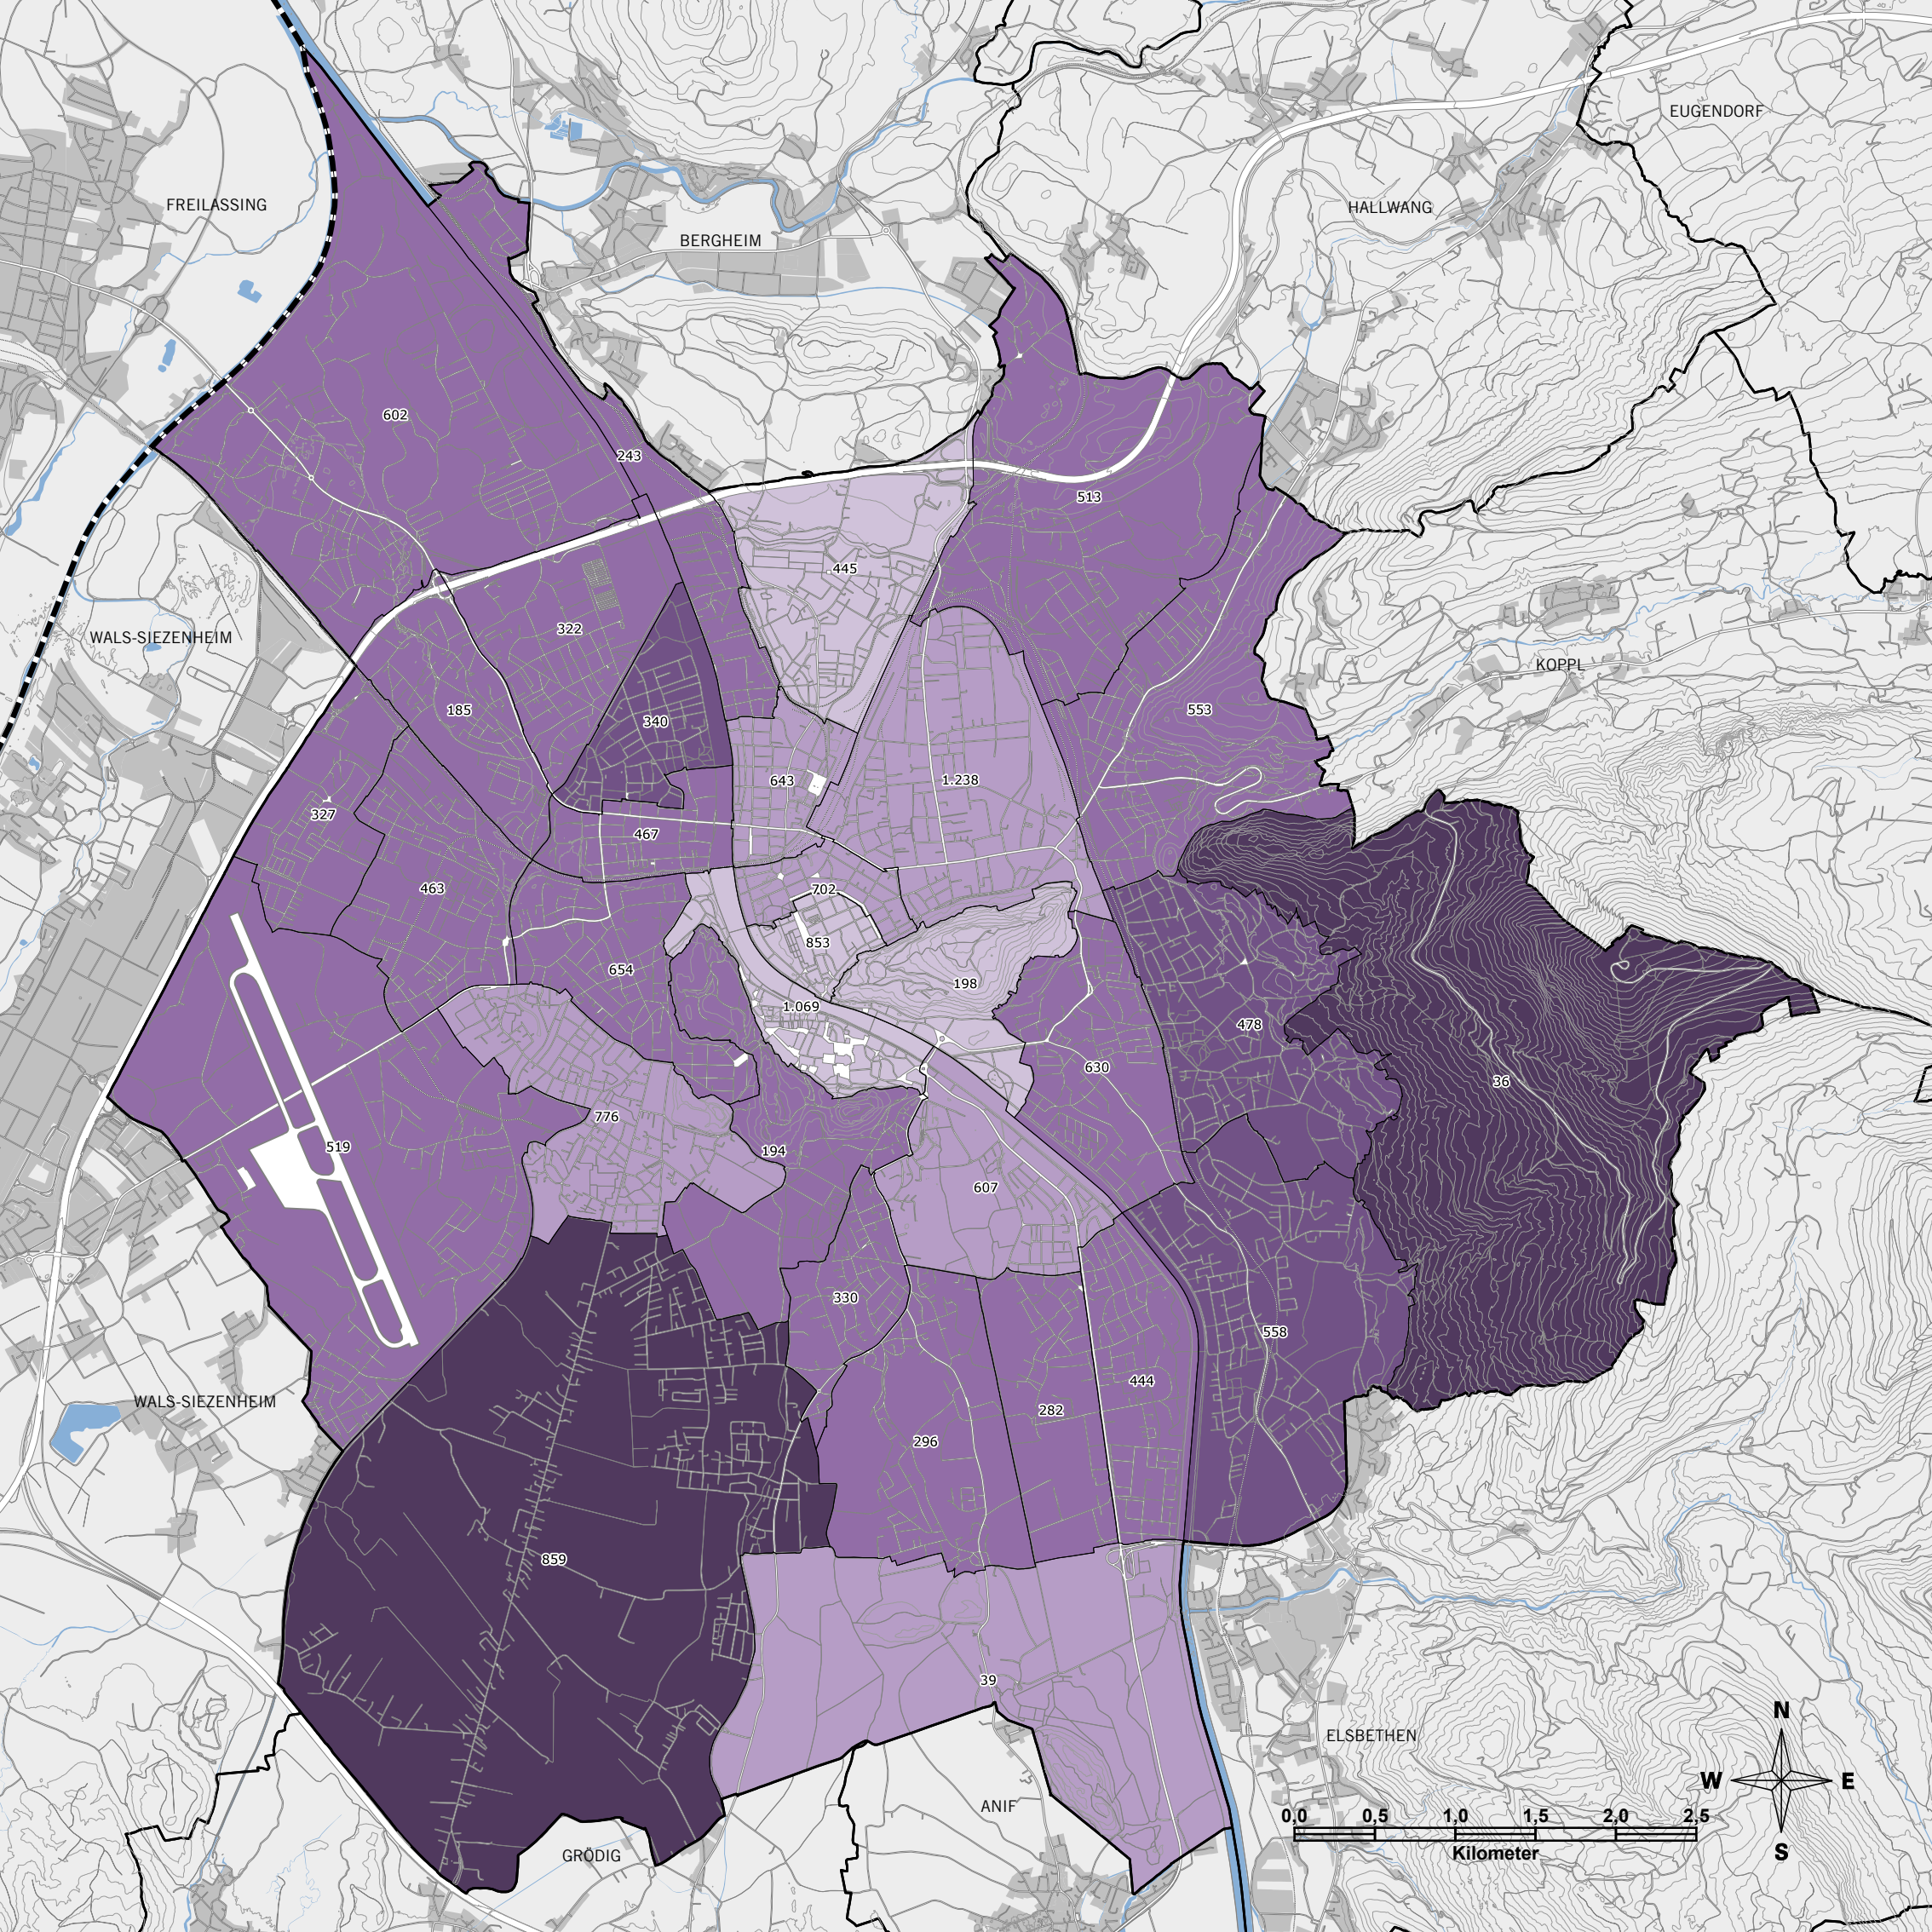 EUGENDORF
FREILASSING
HALLWANG
BERGHEIM
602
243
513
.445
322
WALS-SIEZENHEIM
KOPPL
185
340
553
643
1.238
327
467
463
702
853
654
198
1.069
478
630
36
776
519
194
607
330
558
444
WALS-SIEZENHEIM
282
296
859
39
N
ELSBETHEN
W
E
ANIF
0,0 0,5 1,0 1,5 2,0 2,5
Kilometer
S
GRÖDIG